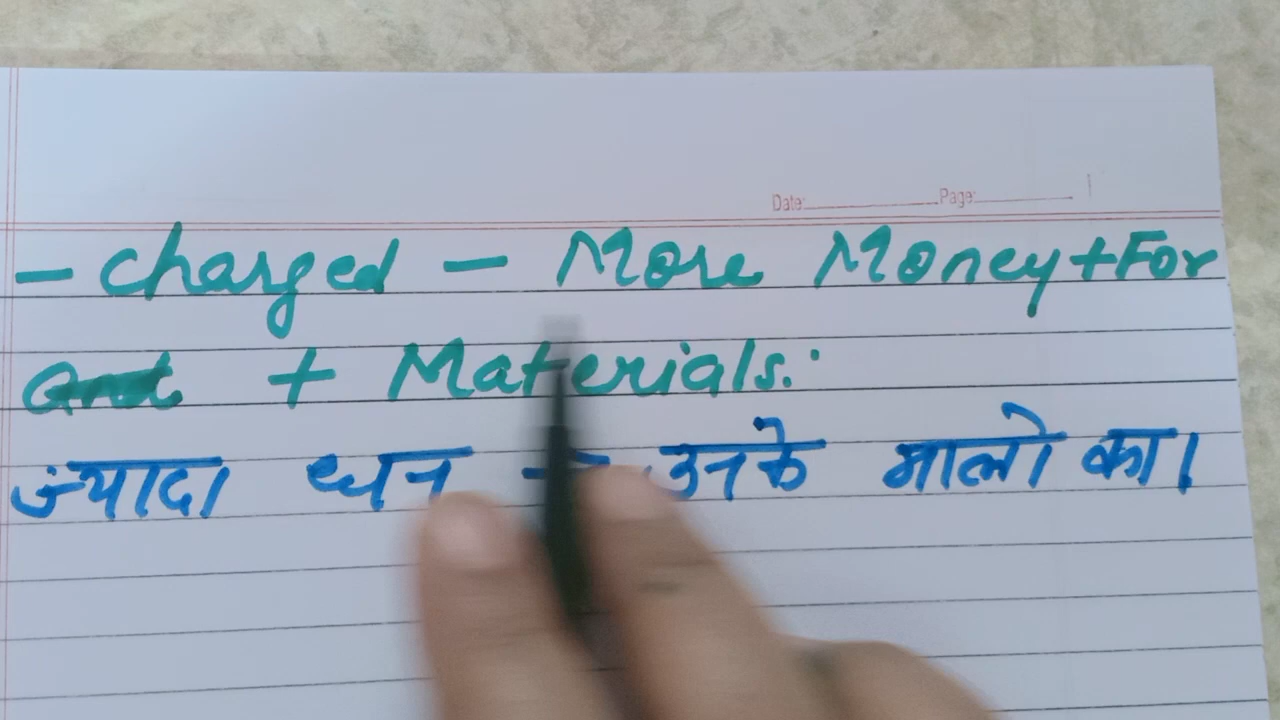 Date: Page:
- Charged - More Money + For
+ Materials.
ज्यादा धन उनके मालो का।